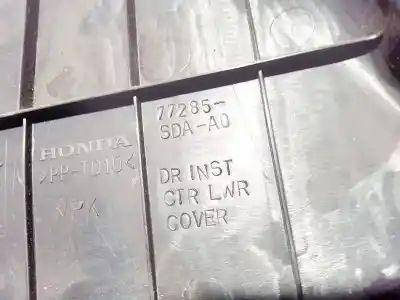 77285-
SDA-A0
HONDA
>PP-TD10<
DR INST
CTR LWR
COVER